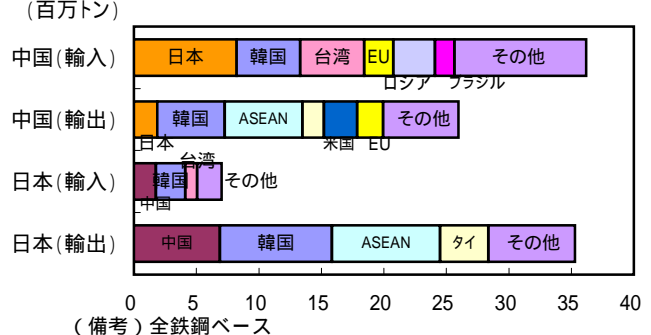 (百万トン)
中国(輸入) 日本 韓国 台湾 EU その他
ロシア ブラジル
中国(輸出) 韓国 ASEAN その他
日本 米国 EU
台湾
日本(輸入) 韓国 その他
中国
日本(輸出) 中国 韓国 ASEAN タイ その他
0 5 10 15 20 25 30 35 40
(備考)全鉄鋼ベース